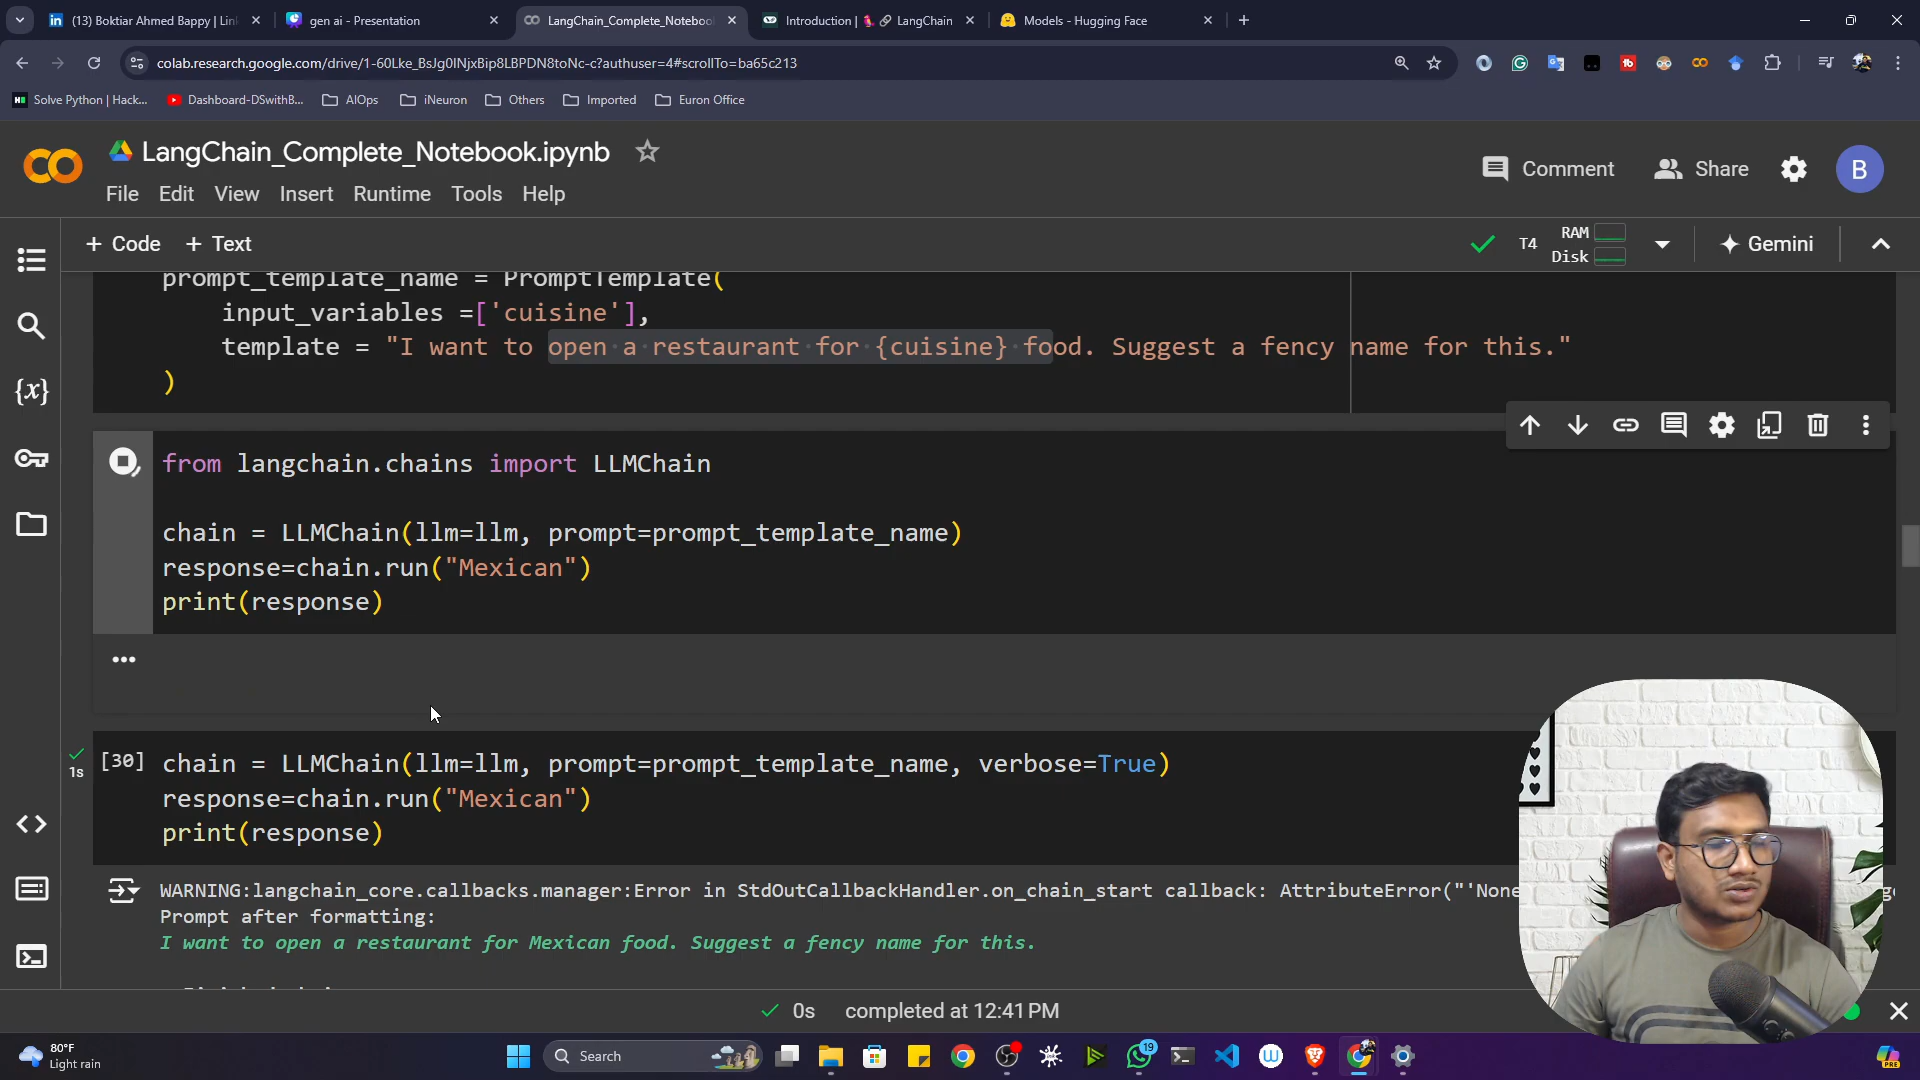 (13) Boktiar Ahmed Bappy | Lin
gen ai - Presentation
LangChain_Complete_Notebook
Introduction | LangChain
Models - Hugging Face
colab.research.google.com/drive/1-60Lke_BsJg0lNjxBip8LBPDN8toNc-c?authuser=4#scrollTo=ba65c213
Solve Python | Hack...
Dashboard-DSwithB...
AIOps
iNeuron
Others
Imported
Euron Office
LangChain_Complete_Notebook.ipynb
Comment
Share
B
File Edit View Insert Runtime Tools Help
+ Code + Text
T4
RAM
Disk
Gemini
prompt_template_name = PromptTemplate(
input_variables =['cuisine'],
template = "I want to open a restaurant for {cuisine} food. Suggest a fency name for this."
)
from langchain.chains import LLMChain
chain = LLMChain(llm=llm, prompt=prompt_template_name)
response=chain.run("Mexican")
print(response)
[30] chain = LLMChain(llm=llm, prompt=prompt_template_name, verbose=True)
1s
response=chain.run("Mexican")
print(response)
WARNING:langchain_core.callbacks.manager:Error in StdOutCallbackHandler.on_chain_start callback: AttributeError("'None
Prompt after formatting:
I want to open a restaurant for Mexican food. Suggest a fency name for this.
0s completed at 12:41 PM
80°F
Light rain
Search
19